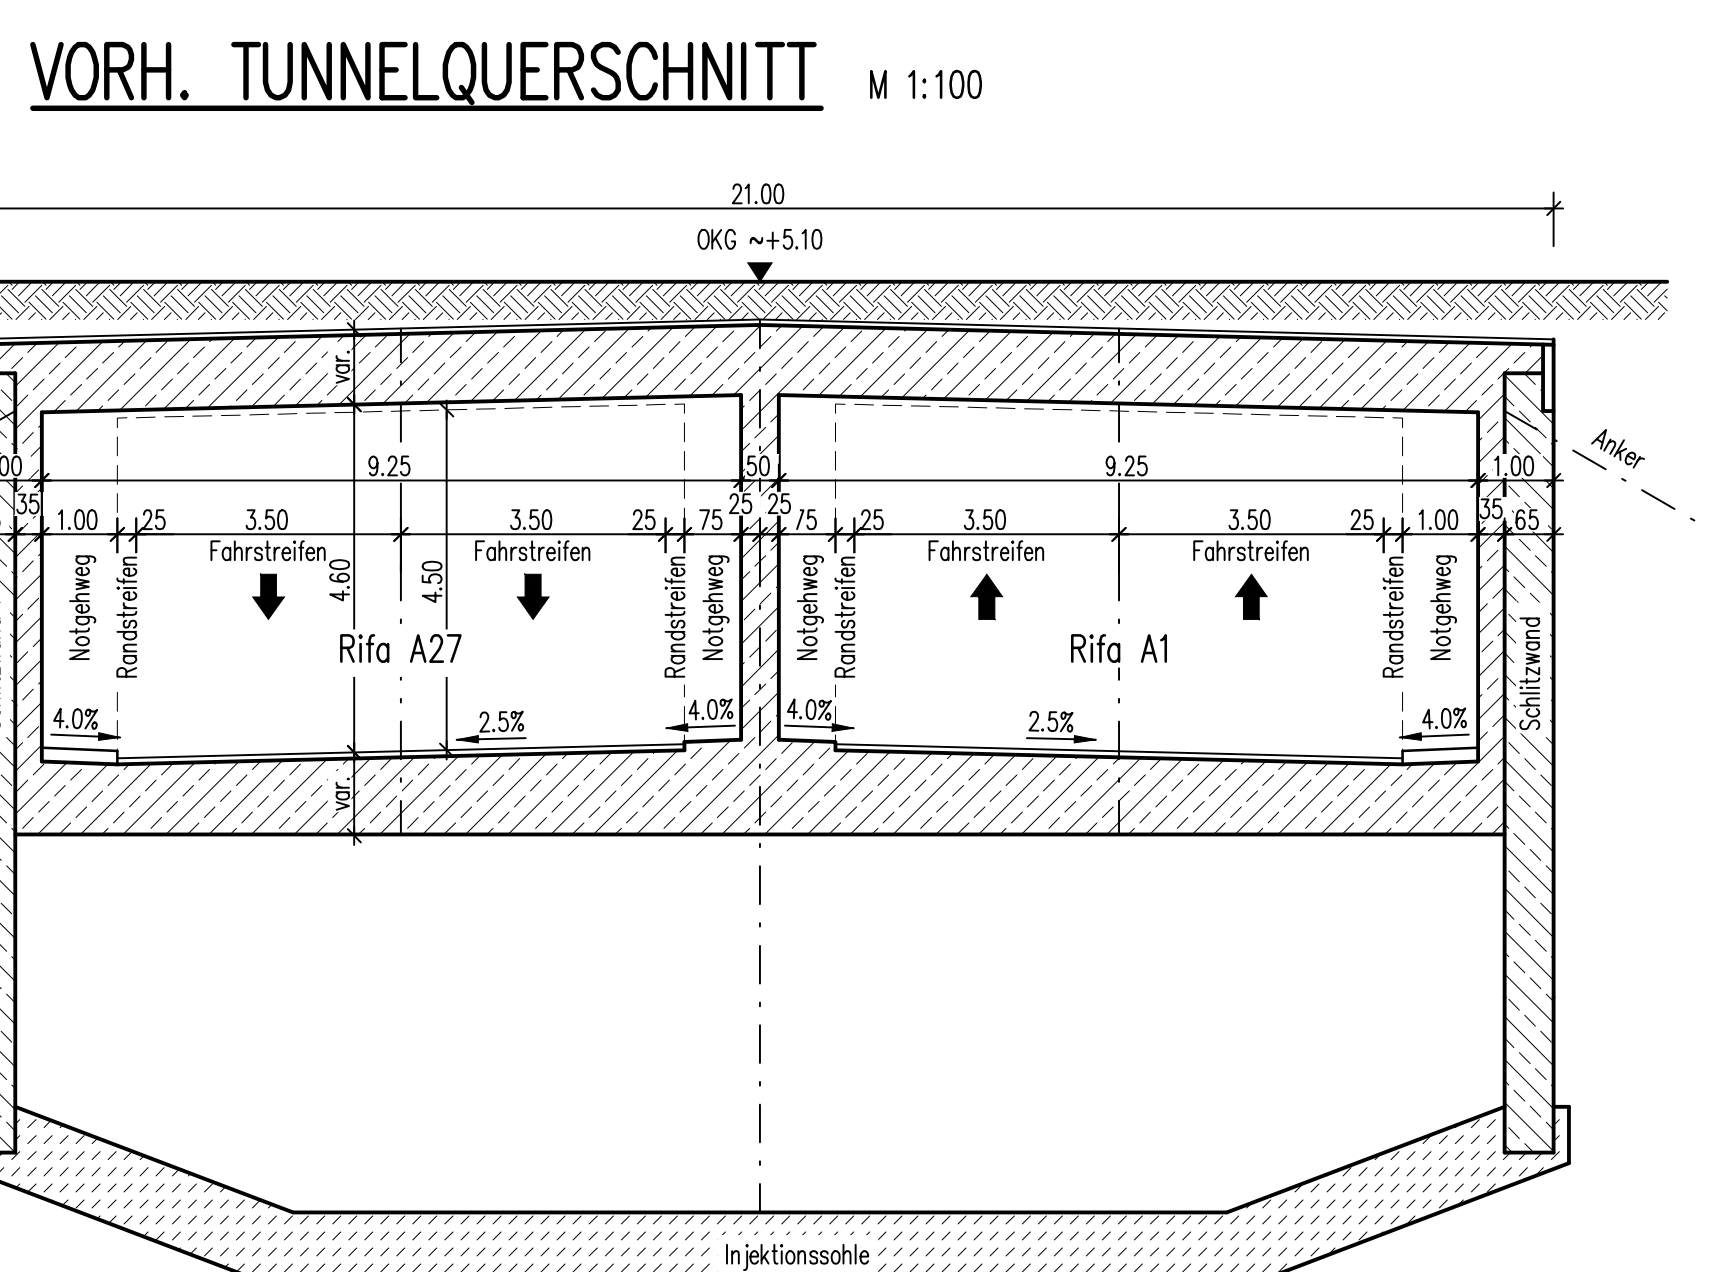 VORH. TUNNELQUERSCHNITT M 1:100
21.00
OKG ~+5.10
var.
Anker
00 9.25 50 9.25 1.00
35 25 25 35
1.00 25 3.50 3.50 25 75 75 25 3.50 3.50 25 1.00 65
Fahrstreifen Fahrstreifen Fahrstreifen Fahrstreifen
Notgehweg Randstreifen 4.60 4.50 Randstreifen Notgehweg Notgehweg Randstreifen Randstreifen Notgehweg
Rifa A27 Rifa A1
Schlitzwand
4.0% 2.5% 4.0% 4.0% 2.5% 4.0%
var.
Injektionssohle